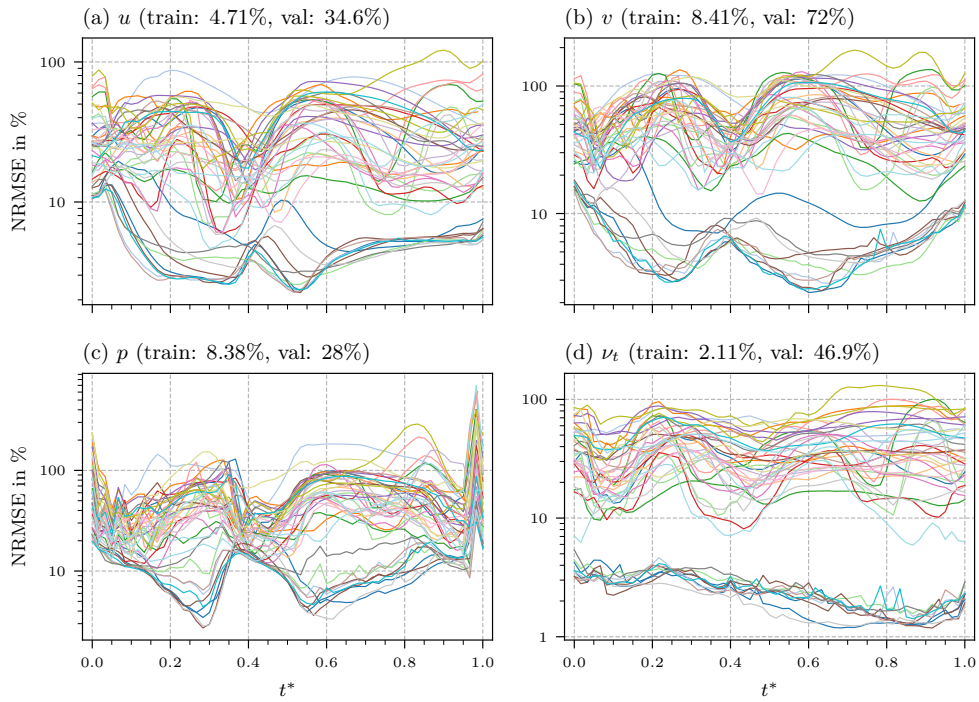 (a) u (train: 4.71%, val: 34.6%)
(b) v (train: 8.41%, val: 72%)
100
10
NRMSE in %
100
10
(c) p (train: 8.38%, val: 28%)
(d) ν_t (train: 2.11%, val: 46.9%)
100
10
NRMSE in %
100
10
1
0.0 0.2 0.4 0.6 0.8 1.0
0.0 0.2 0.4 0.6 0.8 1.0
t*
t*